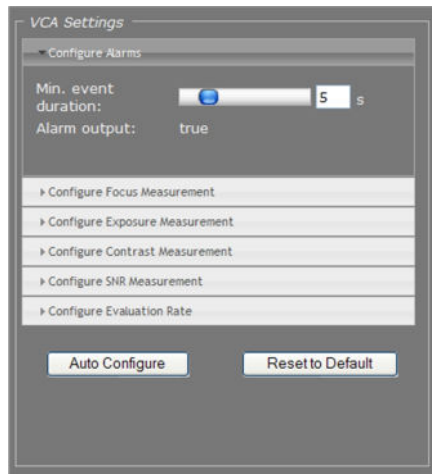 VCA Settings
Configure Alarms
Min. event
duration:
5 s
Alarm output: true
Configure Focus Measurement
Configure Exposure Measurement
Configure Contrast Measurement
Configure SNR Measurement
Configure Evaluation Rate
Auto Configure Reset to Default